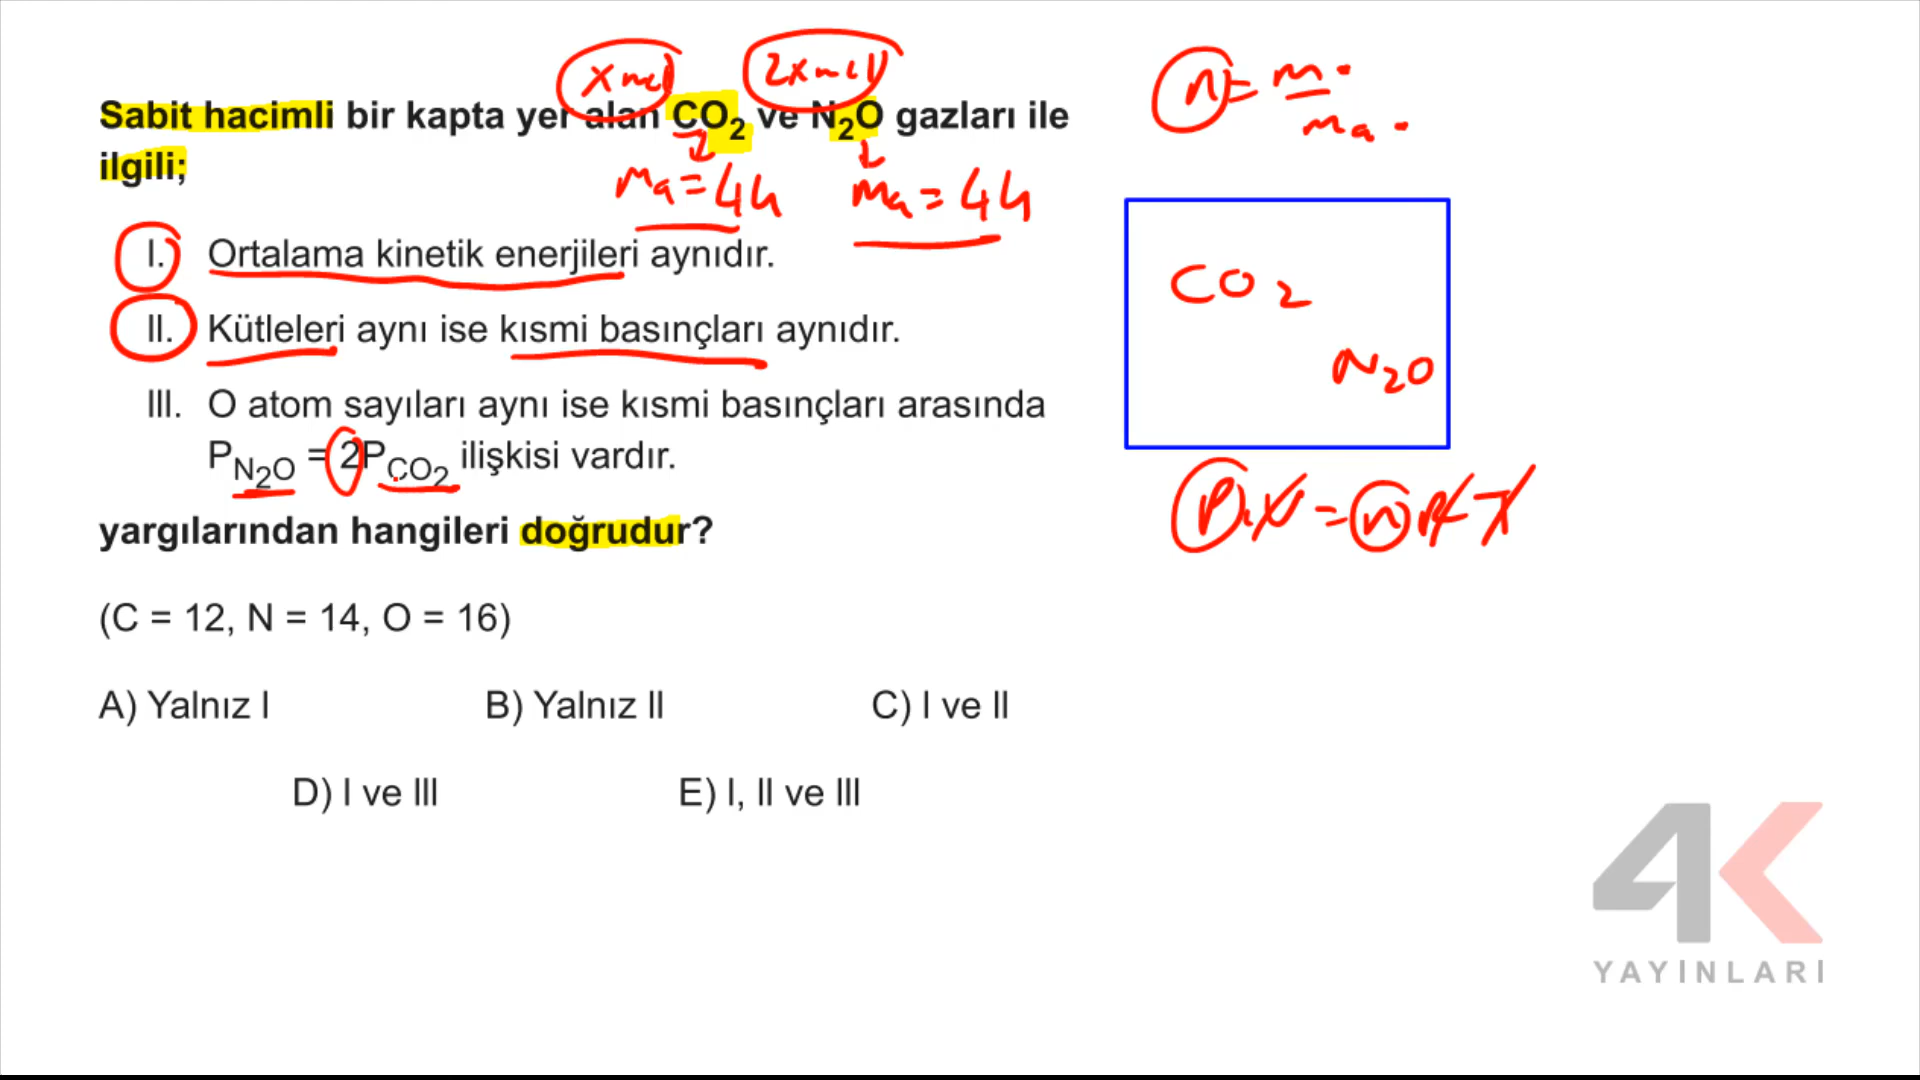 x mol 2x mol n = m
ma
Sabit hacimli bir kapta yer alan CO2 ve N2O gazları ile
ilgili;
ma = 44 ma = 44
I. Ortalama kinetik enerjileri aynıdır.
II. Kütleleri aynı ise kısmi basınçları aynıdır.
III. O atom sayıları aynı ise kısmi basınçları arasında
PN2O = 2PCO2 ilişkisi vardır.
yargılarından hangileri doğrudur?
(C = 12, N = 14, O = 16)
A) Yalnız I B) Yalnız II C) I ve II
D) I ve III E) I, II ve III
CO2
N2O
P.V = n R T
4K
YAYINLARI